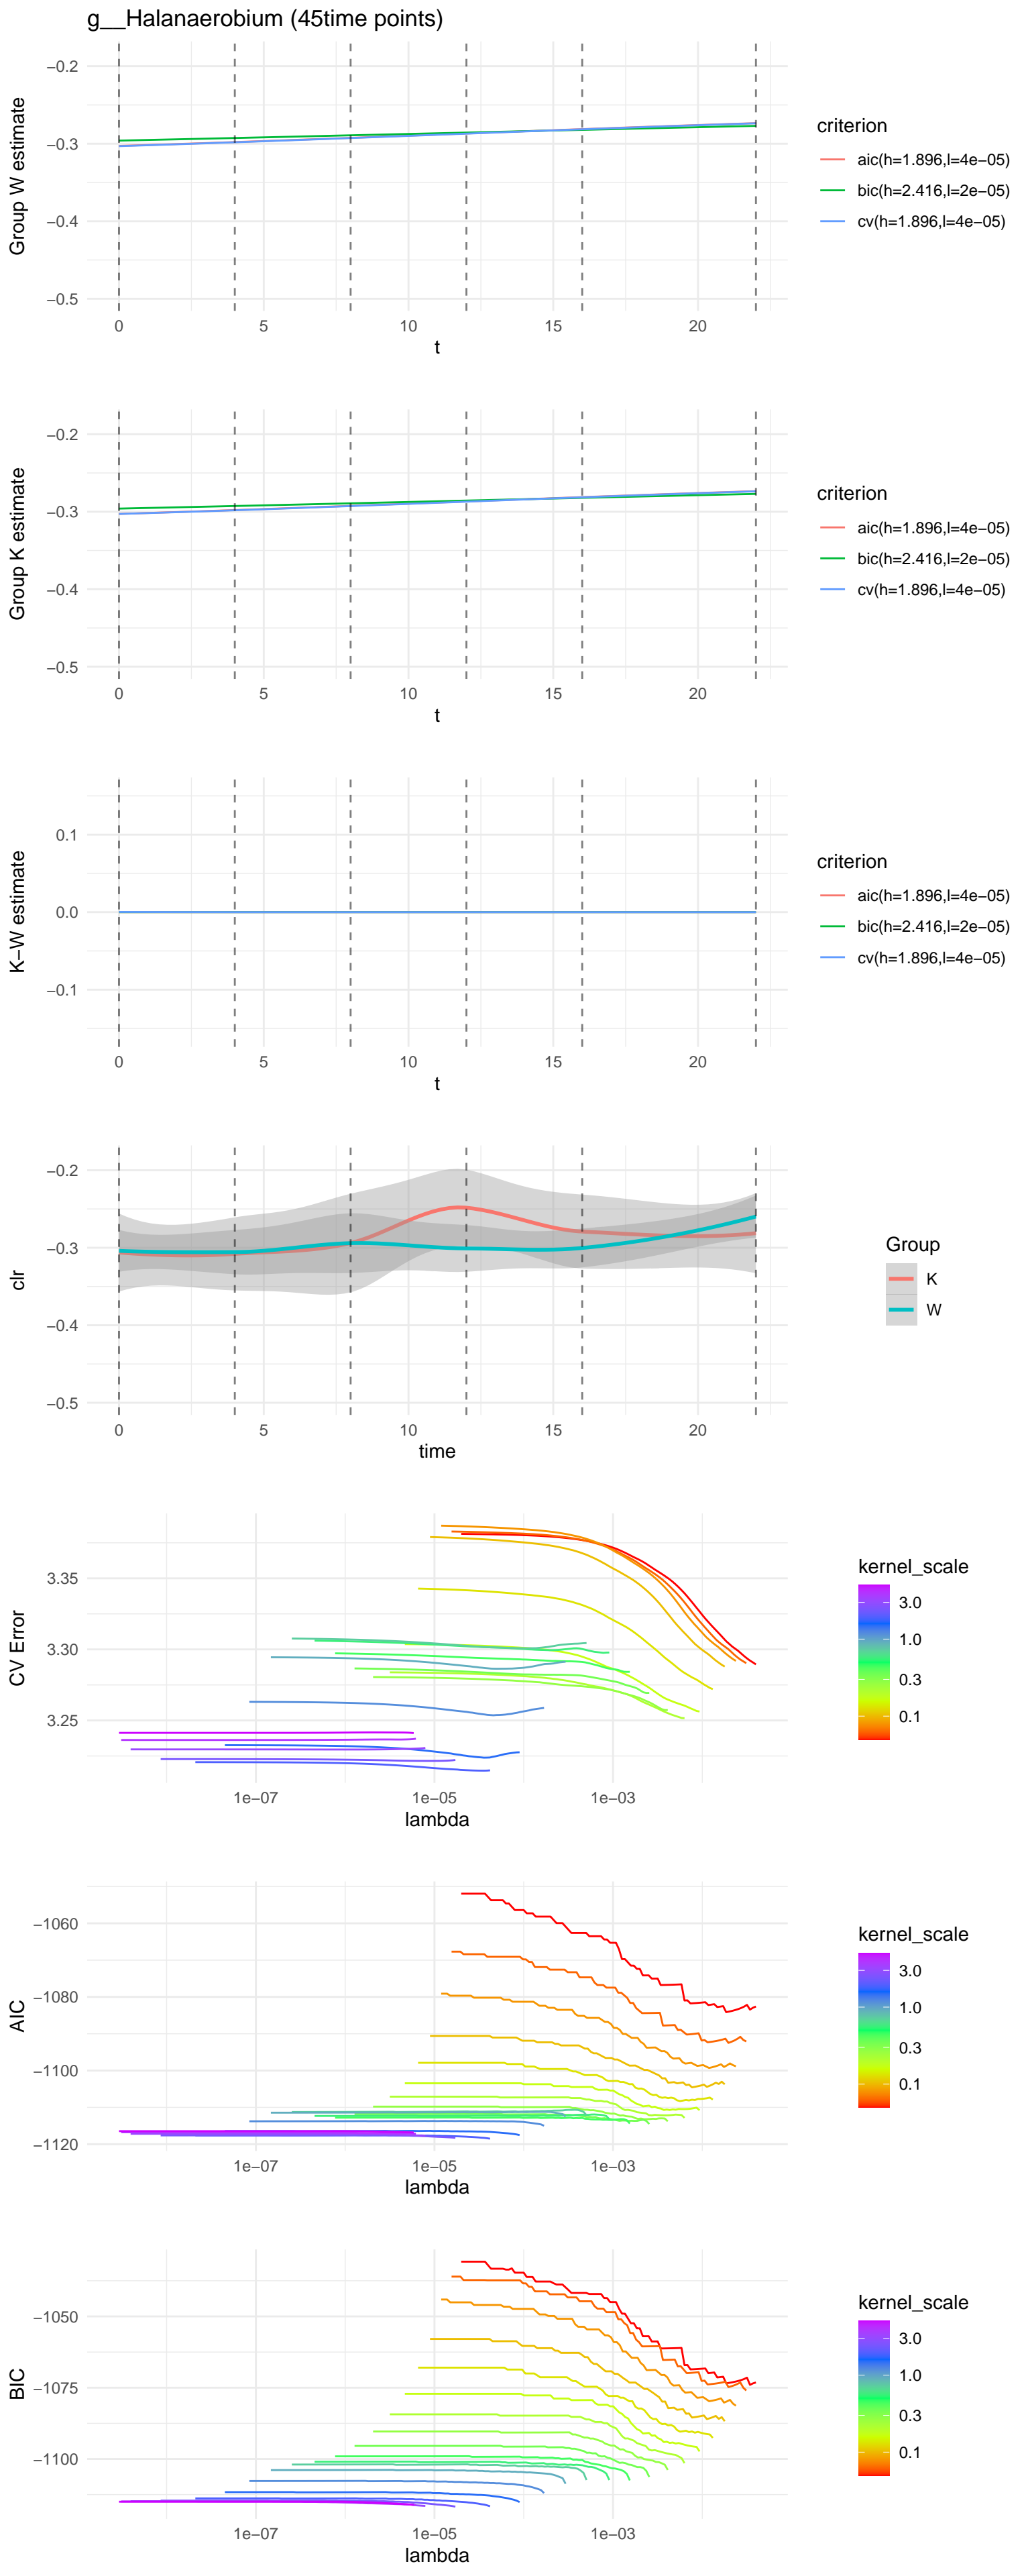 g__Halanaerobium (45time points)
Group W estimate
−0.2
−0.3
−0.4
−0.5
0 5 10 15 20
t
criterion
aic(h=1.896,l=4e−05)
bic(h=2.416,l=2e−05)
cv(h=1.896,l=4e−05)
Group K estimate
−0.2
−0.3
−0.4
−0.5
0 5 10 15 20
t
criterion
aic(h=1.896,l=4e−05)
bic(h=2.416,l=2e−05)
cv(h=1.896,l=4e−05)
K−W estimate
0.1
0.0
−0.1
0 5 10 15 20
t
criterion
aic(h=1.896,l=4e−05)
bic(h=2.416,l=2e−05)
cv(h=1.896,l=4e−05)
clr
−0.2
−0.3
−0.4
−0.5
0 5 10 15 20
time
Group
K
W
CV Error
3.35
3.30
3.25
1e−07 1e−05 1e−03
lambda
kernel_scale
3.0
1.0
0.3
0.1
AIC
−1060
−1080
−1100
−1120
1e−07 1e−05 1e−03
lambda
kernel_scale
3.0
1.0
0.3
0.1
BIC
−1050
−1075
−1100
1e−07 1e−05 1e−03
lambda
kernel_scale
3.0
1.0
0.3
0.1